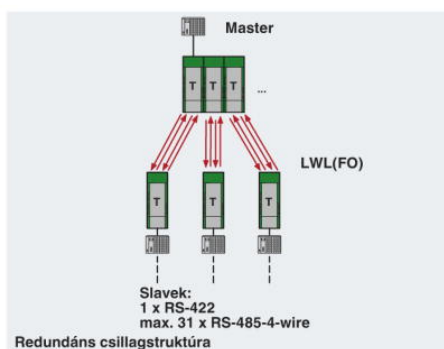 Master
T T T
...
LWL(FO)
T T T
Slavek:
1 x RS-422
max. 31 x RS-485-4-wire
Redundáns csillagstruktúra